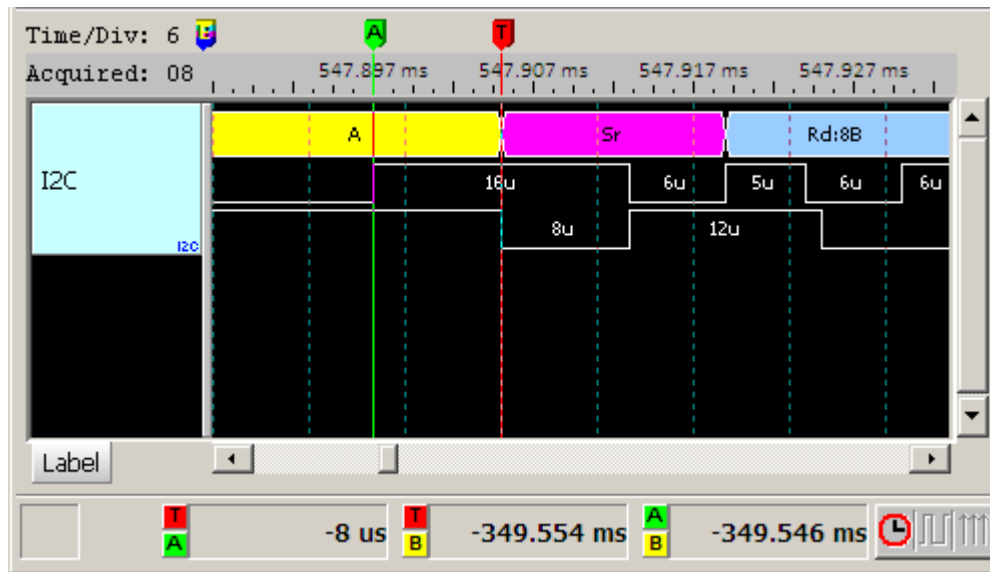 Time/Div: 6 B A T
Acquired: 08 547.897 ms 547.907 ms 547.917 ms 547.927 ms
A Sr Rd:8B
I2C 16u 6u 5u 6u 6u
8u 12u
I2C
Label
T A -8 us T B -349.554 ms A B -349.546 ms